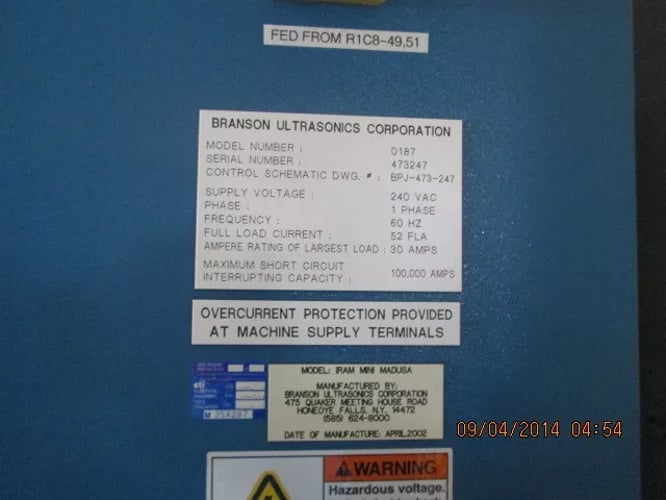 FED FROM R1C8-49,51
BRANSON ULTRASONICS CORPORATION
MODEL NUMBER : 0187
SERIAL NUMBER : 473247
CONTROL SCHEMATIC DWG. # : BPJ-473-247
SUPPLY VOLTAGE : 240 VAC
PHASE : 1 PHASE
FREQUENCY : 60 HZ
FULL LOAD CURRENT : 52 FLA
AMPERE RATING OF LARGEST LOAD : 30 AMPS
MAXIMUM SHORT CIRCUIT
INTERRUPTING CAPACITY : 100,000 AMPS
OVERCURRENT PROTECTION PROVIDED
AT MACHINE SUPPLY TERMINALS
MODEL: IRAM MINI MADUSA
MANUFACTURED BY:
BRANSON ULTRASONICS CORPORATION
475 QUAKER MEETING HOUSE ROAD
HONEOYE FALLS, N.Y. 14472
(585) 624-8000
DATE OF MANUFACTURE: APRIL,2002
eti
M 354267
09/04/2014 04:54
WARNING
Hazardous voltage.